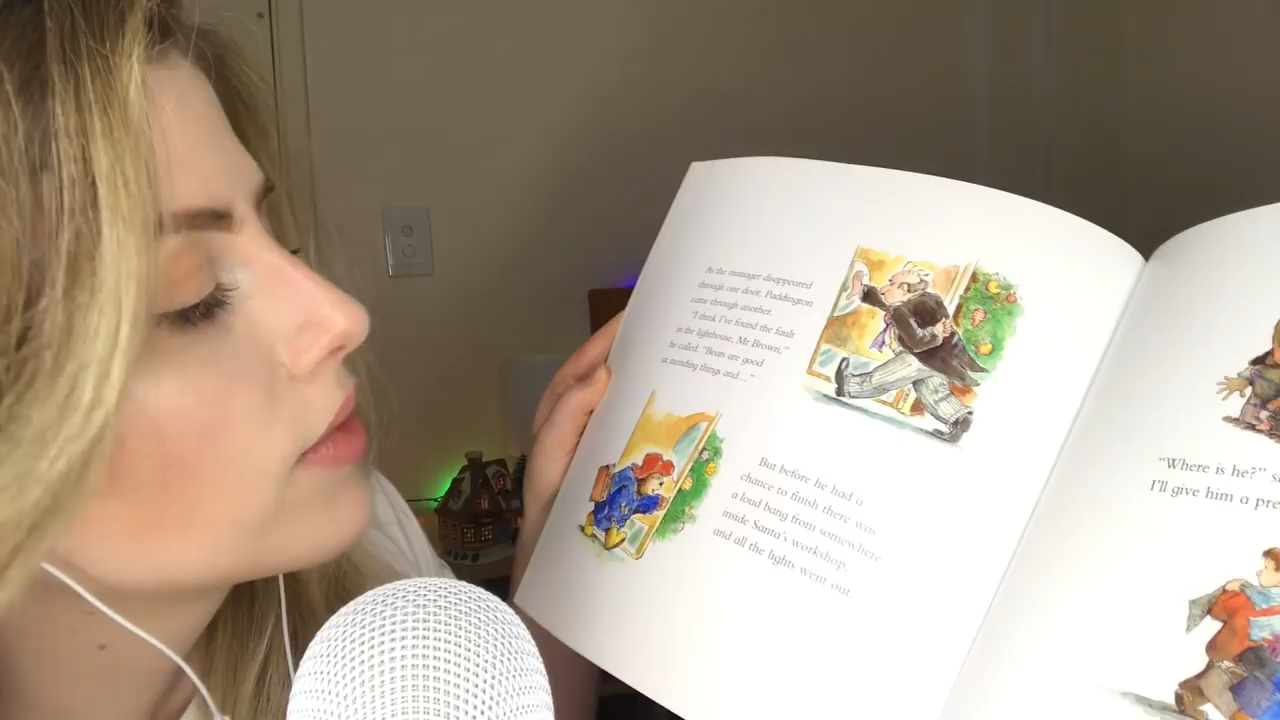 As the manager disappeared
through one door, Paddington
came through another.
"I think I've found the fault
in the lighthouse, Mr Brown,"
he called. "Bears are good
at mending things and..."
But before he had a
chance to finish there was
a loud bang from somewhere
inside Santa's workshop,
and all the lights went out.
"Where is he?"
I'll give him a